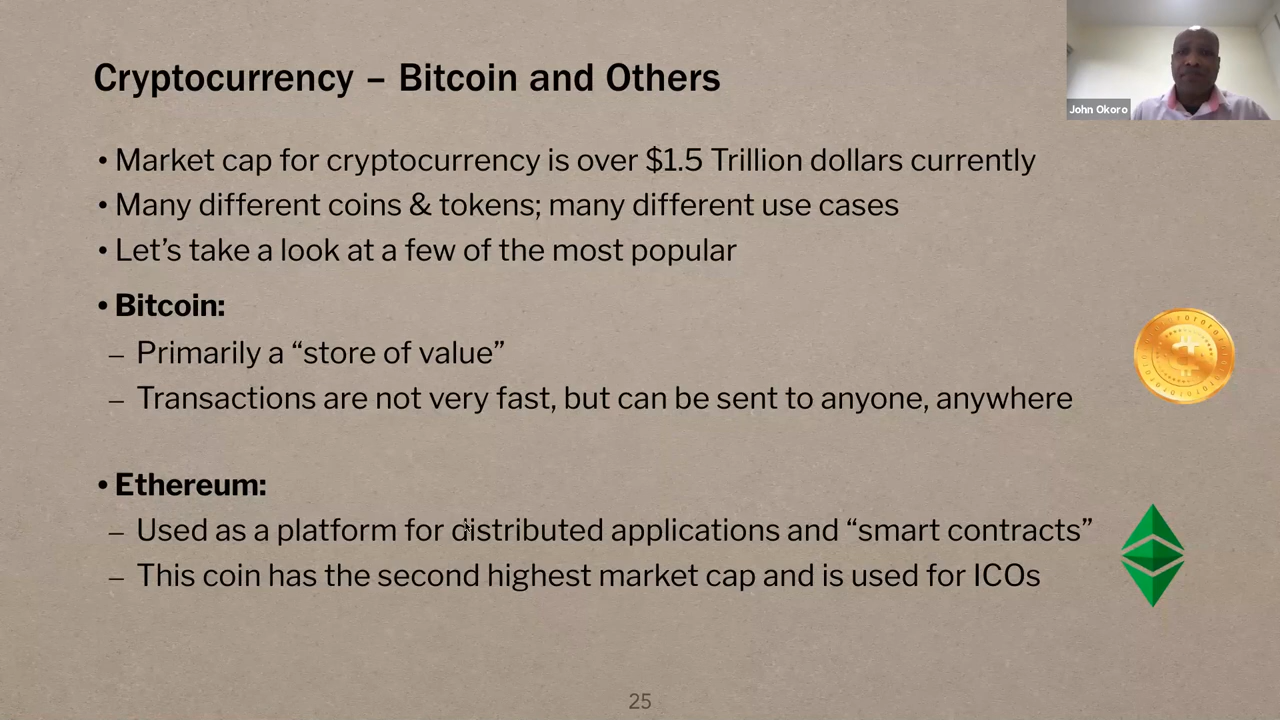 Cryptocurrency – Bitcoin and Others
John Okoro
• Market cap for cryptocurrency is over $1.5 Trillion dollars currently
• Many different coins & tokens; many different use cases
• Let’s take a look at a few of the most popular
• Bitcoin:
– Primarily a “store of value”
– Transactions are not very fast, but can be sent to anyone, anywhere
• Ethereum:
– Used as a platform for distributed applications and “smart contracts”
– This coin has the second highest market cap and is used for ICOs
25